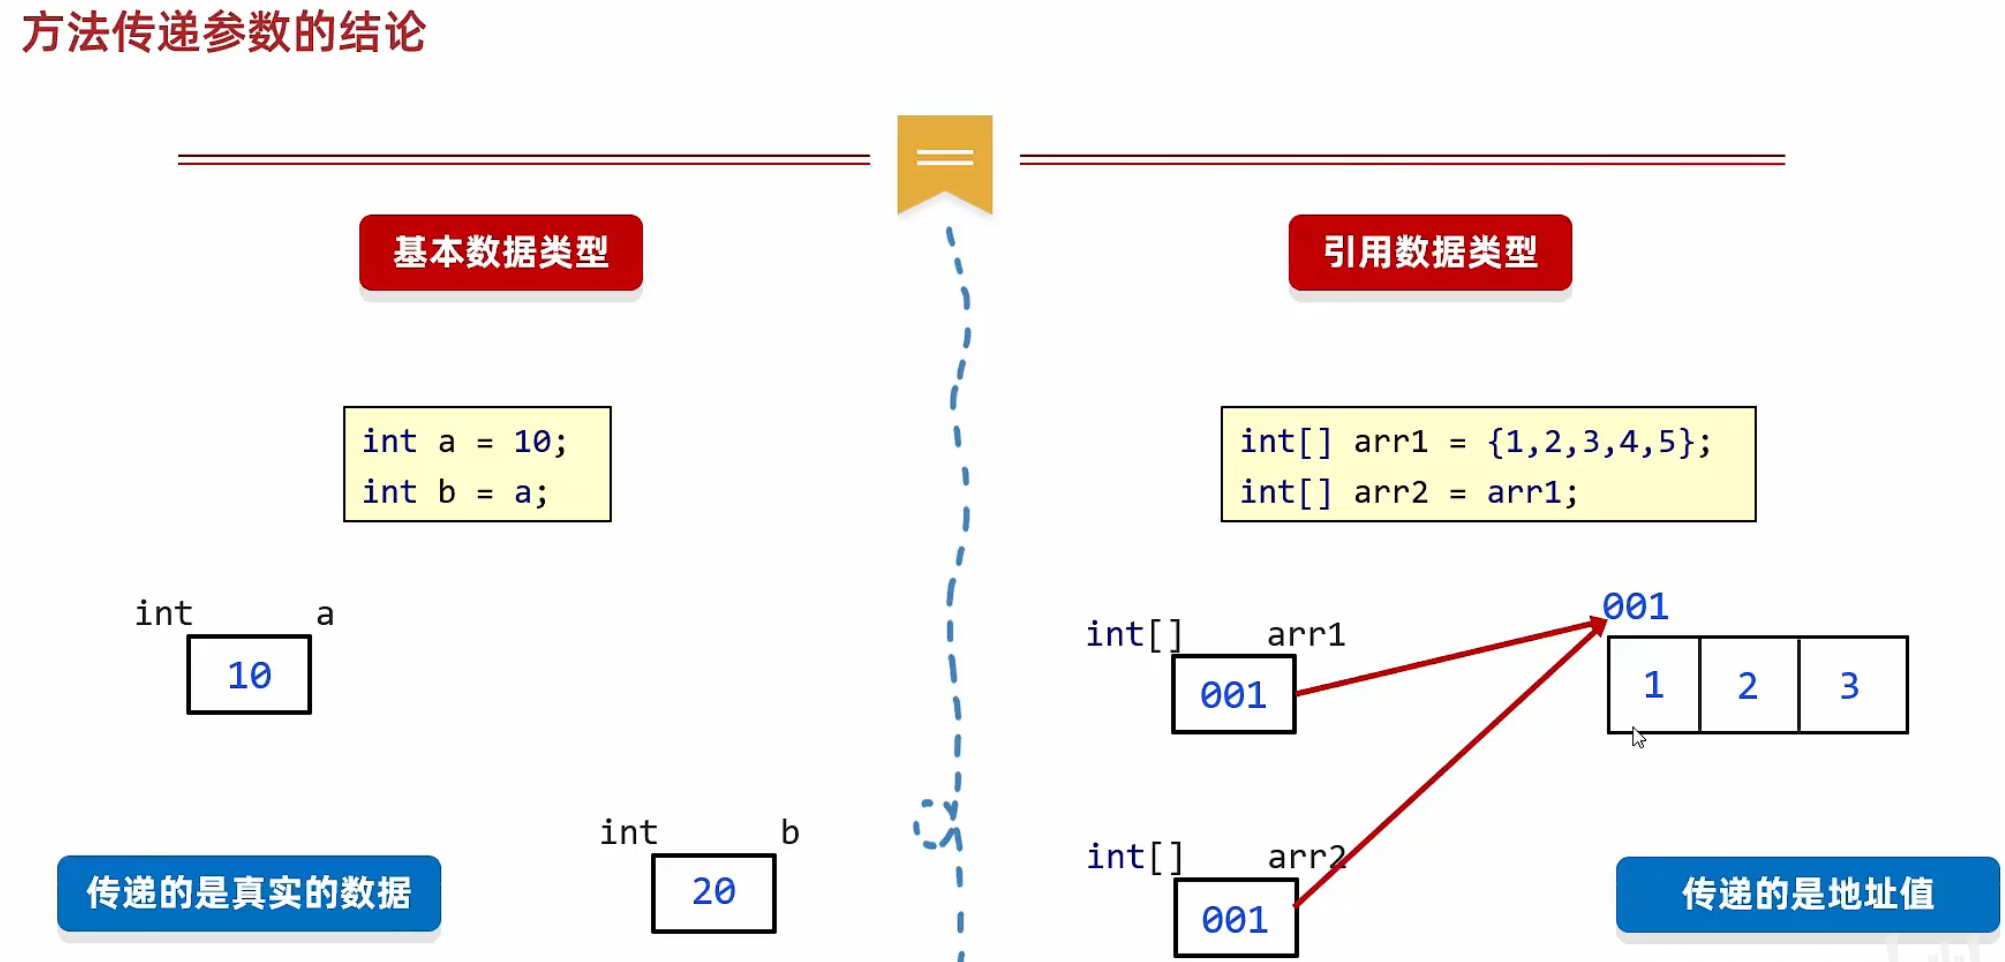 方法传递参数的结论
基本数据类型
int a = 10;
int b = a;
int a
10
int b
20
传递的是真实的数据
引用数据类型
int[] arr1 = {1,2,3,4,5};
int[] arr2 = arr1;
int[] arr1
001
001
1 2 3
int[] arr2
001
传递的是地址值